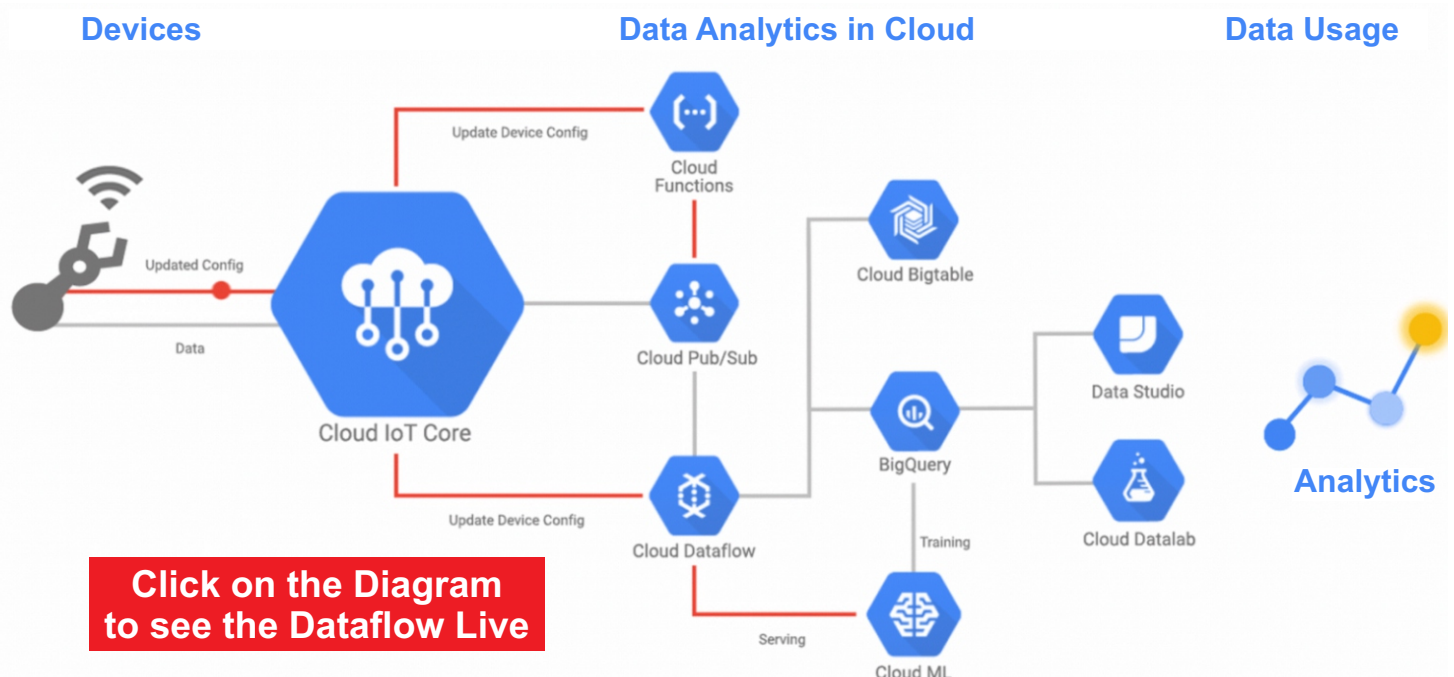 Devices
Data Analytics in Cloud
Data Usage
Update Device Config
Cloud
Functions
Cloud Bigtable
Updated Config
Data
Cloud Pub/Sub
Cloud IoT Core
Data Studio
BigQuery
Analytics
Update Device Config
Cloud Dataflow
Training
Cloud Datalab
Click on the Diagram
to see the Dataflow Live
Serving
Cloud ML